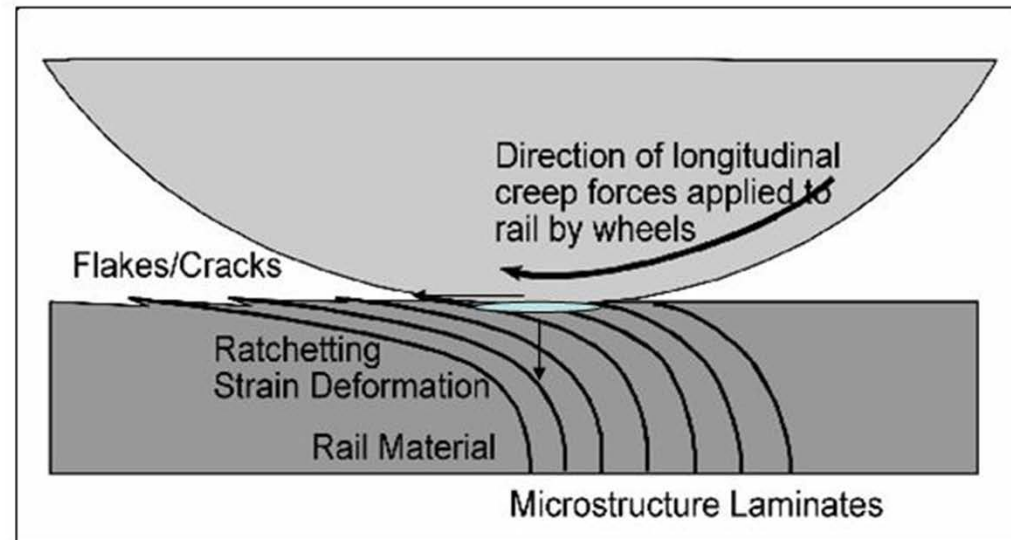 Direction of longitudinal
creep forces applied to
rail by wheels
Flakes/Cracks
Ratchetting
Strain Deformation
Rail Material
Microstructure Laminates